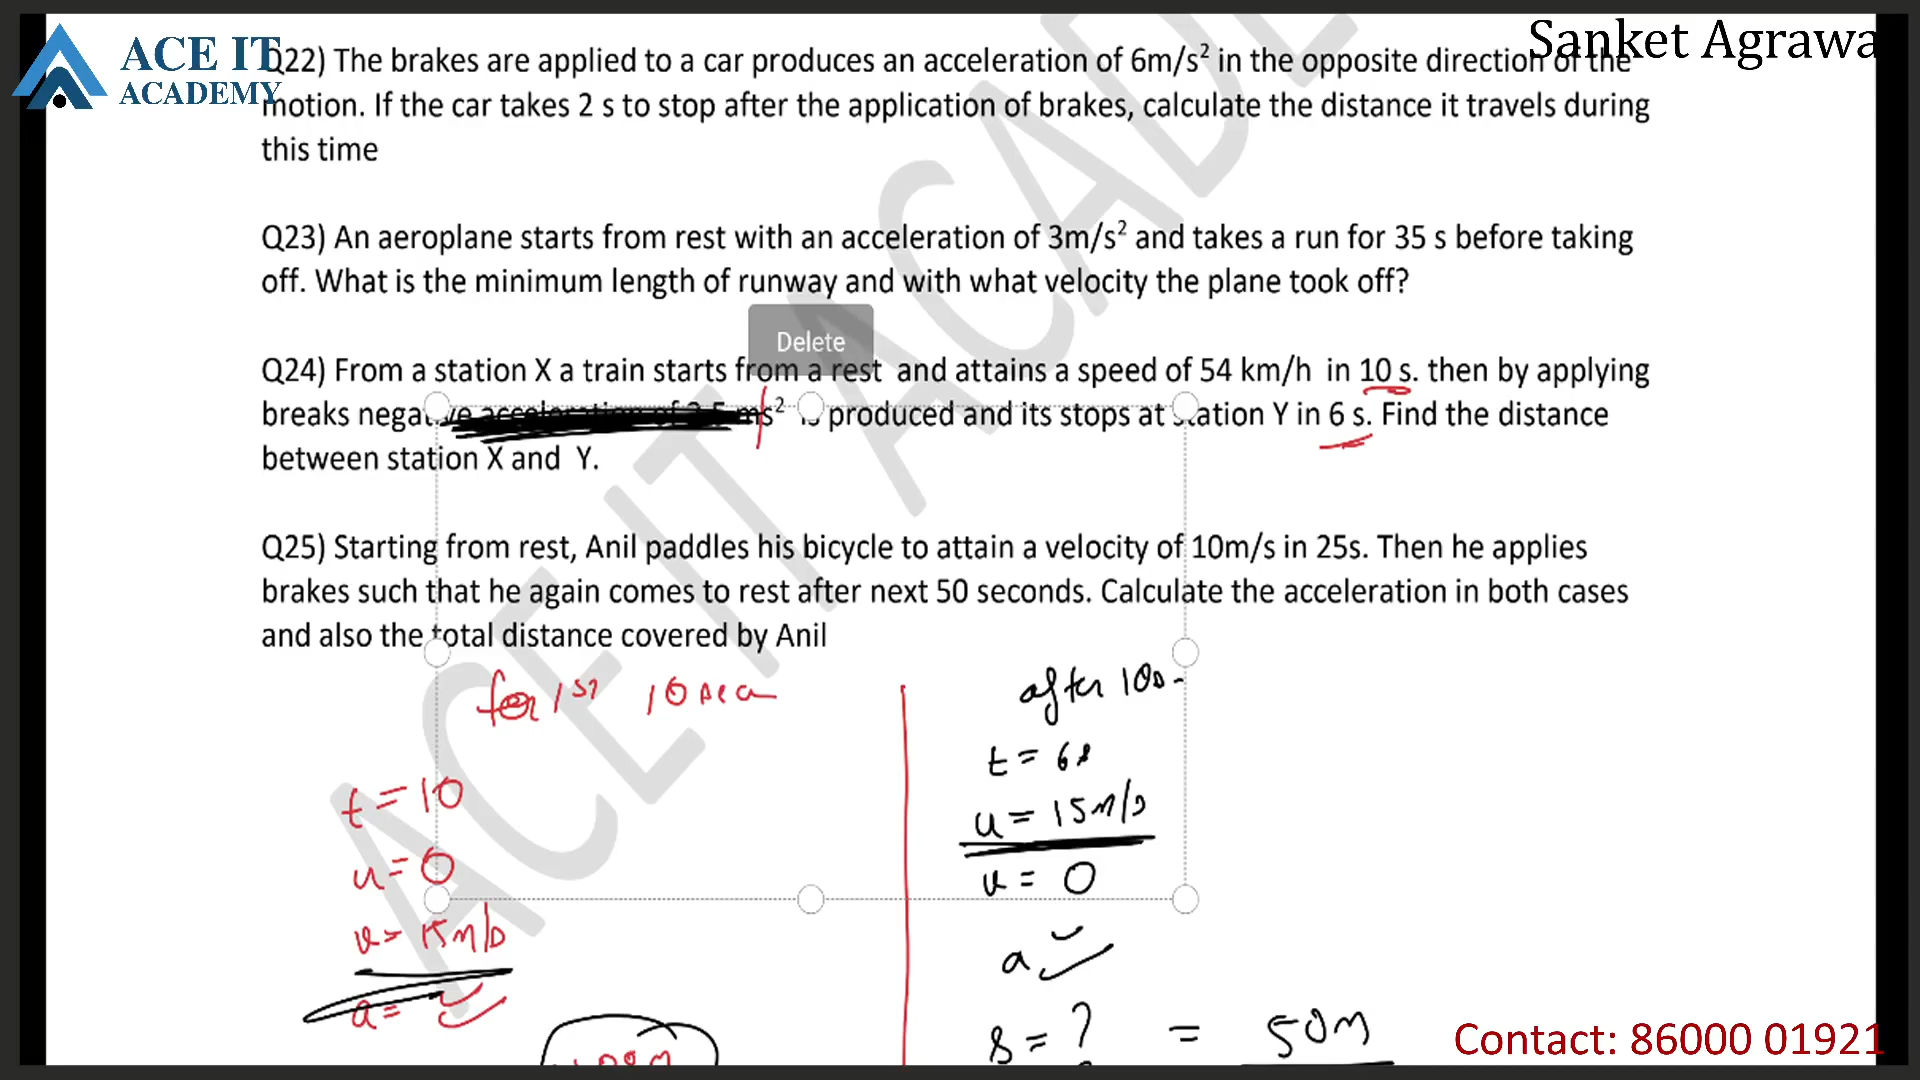 ACE IT
ACADEMY
Sanket Agrawa
Q22) The brakes are applied to a car produces an acceleration of 6m/s² in the opposite direction of the
motion. If the car takes 2 s to stop after the application of brakes, calculate the distance it travels during
this time
Q23) An aeroplane starts from rest with an acceleration of 3m/s² and takes a run for 35 s before taking
off. What is the minimum length of runway and with what velocity the plane took off?
Delete
Q24) From a station X a train starts from a rest and attains a speed of 54 km/h in 10 s. then by applying
breaks negative s² is produced and its stops at station Y in 6 s. Find the distance
between station X and Y.
Q25) Starting from rest, Anil paddles his bicycle to attain a velocity of 10m/s in 25s. Then he applies
brakes such that he again comes to rest after next 50 seconds. Calculate the acceleration in both cases
and also the total distance covered by Anil
for 1st 10 sec
t = 10
u = 0
v = 15m/s
a =
after 10s.
t = 6s
u = 15m/s
v = 0
a
s = ? = 50m
ACE IT ACADE
Contact: 86000 01921